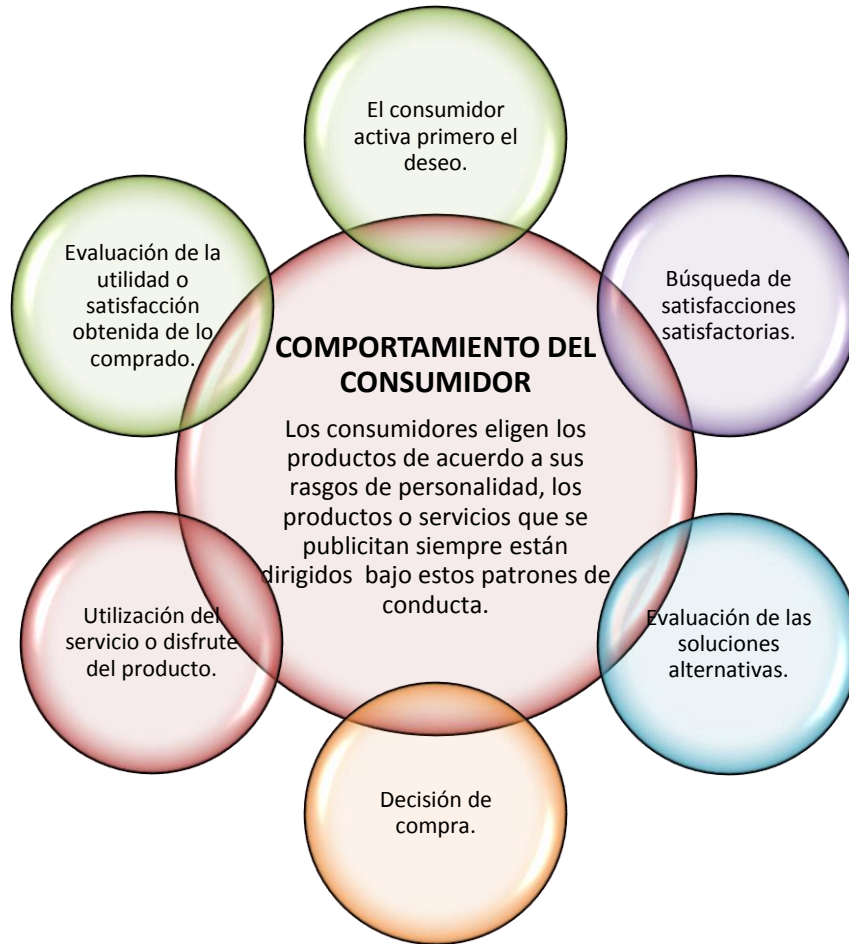 El consumidor
activa primero el
deseo.
Búsqueda de
satisfacciones
satisfactorias.
Evaluación de las
soluciones
alternativas.
Decisión de
compra.
Utilización del
servicio o disfrute
del producto.
Evaluación de la
utilidad o
satisfacción
obtenida de lo
comprado.
COMPORTAMIENTO DEL
CONSUMIDOR
Los consumidores eligen los
productos de acuerdo a sus
rasgos de personalidad, los
productos o servicios que se
publicitan siempre están
dirigidos bajo estos patrones de
conducta.